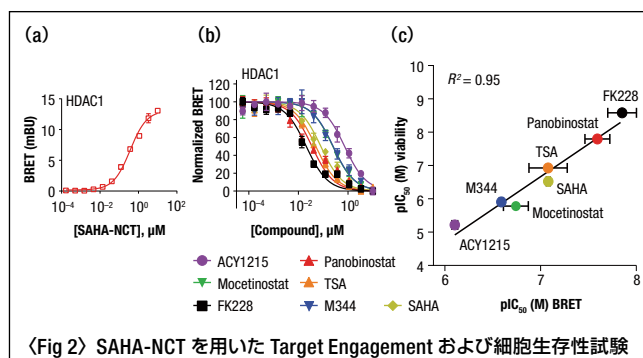 (a)
HDAC1
BRET (mBU)
15
10
5
0
10⁻⁴ 10⁻² 10⁰ 10²
[SAHA-NCT], µM
(b)
HDAC1
Normalized BRET
120
100
80
60
40
20
0
10⁻⁴ 10⁻² 10⁰
[Compound], µM
ACY1215 Panobinostat
Mocetinostat TSA
FK228 M344 SAHA
(c)
R² = 0.95
pIC₅₀ (M) viability
10
9
8
7
6
5
4
FK228
Panobinostat
TSA
SAHA
M344
Mocetinostat
ACY1215
6 7 8
pIC₅₀ (M) BRET
〈Fig 2〉 SAHA-NCT を用いた Target Engagement および細胞生存性試験